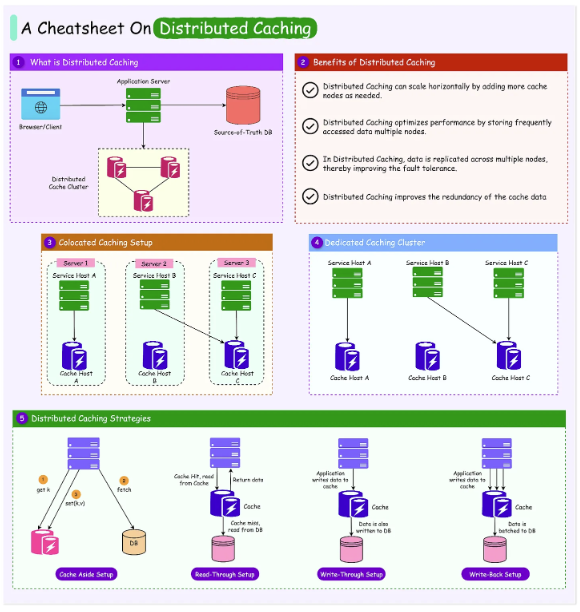 A Cheatsheet On Distributed Caching
1 What is Distributed Caching
Application Server
Browser/Client
Source-of-Truth DB
Distributed
Cache Cluster
2 Benefits of Distributed Caching
Distributed Caching can scale horizontally by adding more cache
nodes as needed.
Distributed Caching optimizes performance by storing frequently
accessed data multiple nodes.
In Distributed Caching, data is replicated across multiple nodes,
thereby improving the fault tolerance.
Distributed Caching improves the redundancy of the cache data
3 Colocated Caching Setup
Server 1
Server 2
Server 3
Service Host A
Service Host B
Service Host C
Cache Host
A
Cache Host
B
Cache Host
C
4 Dedicated Caching Cluster
Service Host A
Service Host B
Service Host C
Cache Host A
Cache Host B
Cache Host C
5 Distributed Caching Strategies
1
get k
3
set(k,v)
2
fetch
DB
Cache Aside Setup
Cache Hit, read
from Cache
Return data
Cache
Cache miss,
read from DB
Read-Through Setup
Application
writes data to
cache
Cache
Data is also
written to DB
Write-Through Setup
Application
writes data to
cache
Cache
Data is
batched to DB
Write-Back Setup